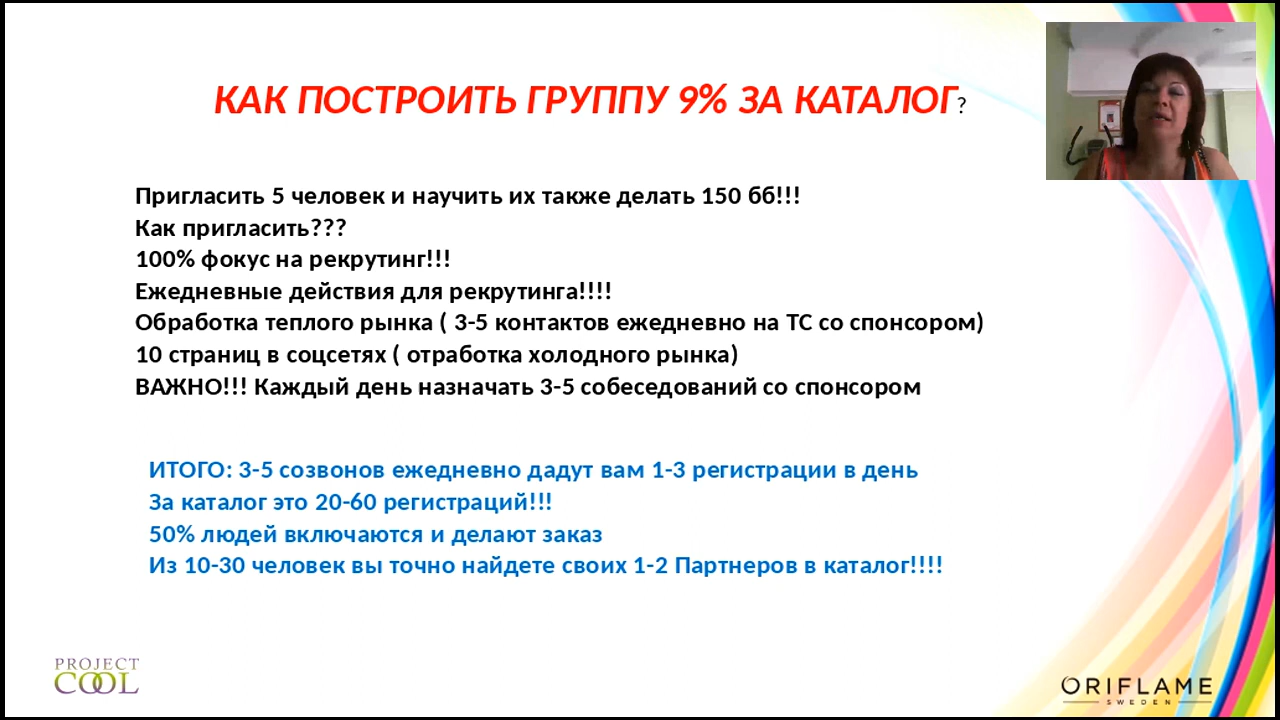 КАК ПОСТРОИТЬ ГРУППУ 9% ЗА КАТАЛОГ?
Пригласить 5 человек и научить их также делать 150 бб!!!
Как пригласить???
100% фокус на рекрутинг!!!
Ежедневные действия для рекрутинга!!!!
Обработка теплого рынка ( 3-5 контактов ежедневно на ТС со спонсором)
10 страниц в соцсетях ( отработка холодного рынка)
ВАЖНО!!! Каждый день назначать 3-5 собеседований со спонсором
ИТОГО: 3-5 созвонов ежедневно дадут вам 1-3 регистрации в день
За каталог это 20-60 регистраций!!!
50% людей включаются и делают заказ
Из 10-30 человек вы точно найдете своих 1-2 Партнеров в каталог!!!!
PROJECT
COOL
ORIFLAME
SWEDEN